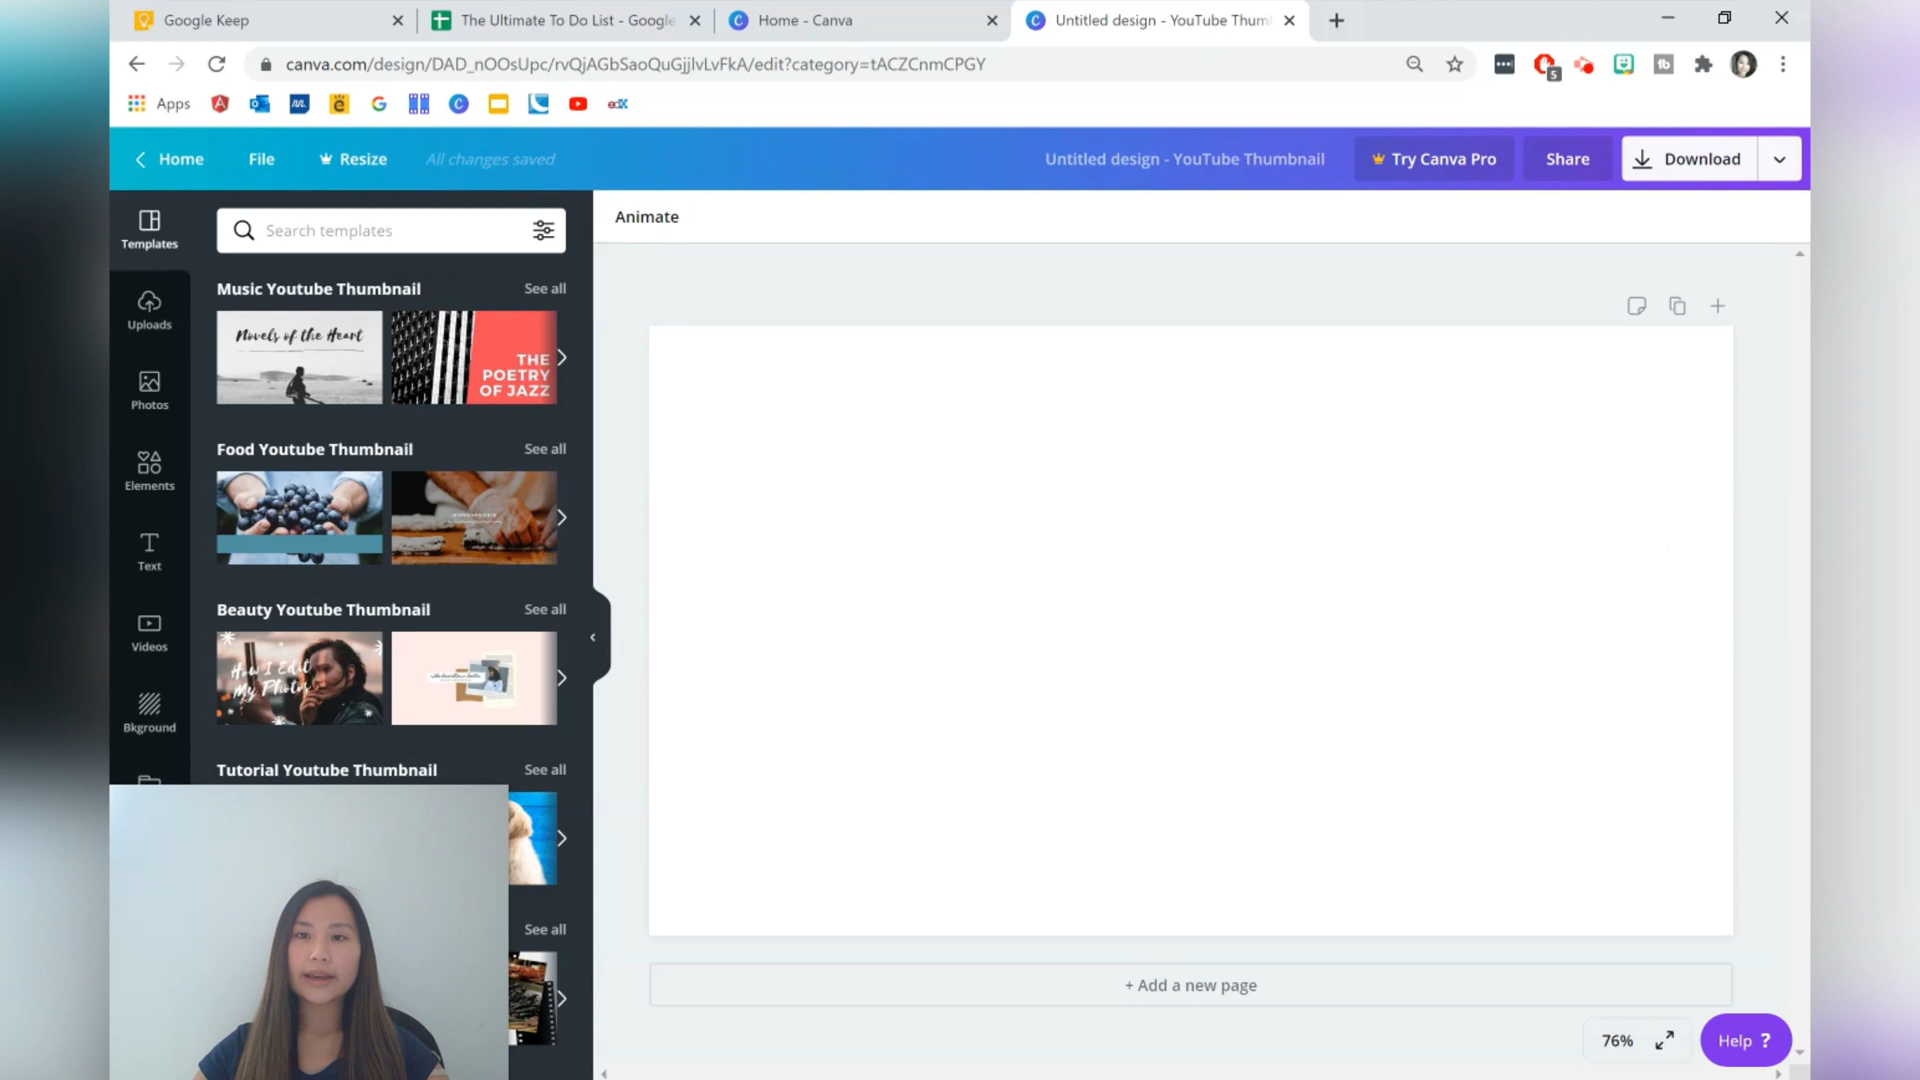 Google Keep
The Ultimate To Do List - Google
Home - Canva
Untitled design - YouTube Thum
canva.com/design/DAD_nOOsUpc/rvQjAGbSaoQuGjjlvLvFkA/edit?category=tACZCnmCPGY
5
Apps
edX
Home
File
Resize
All changes saved
Untitled design - YouTube Thumbnail
Try Canva Pro
Share
Download
Templates
Uploads
Photos
Elements
Text
Videos
Bkground
Search templates
Music Youtube Thumbnail
See all
Novels of the Heart
THE
POETRY
OF JAZZ
Food Youtube Thumbnail
See all
Beauty Youtube Thumbnail
See all
How I Edit
My Photos
Tutorial Youtube Thumbnail
See all
See all
Animate
+ Add a new page
76%
Help ?